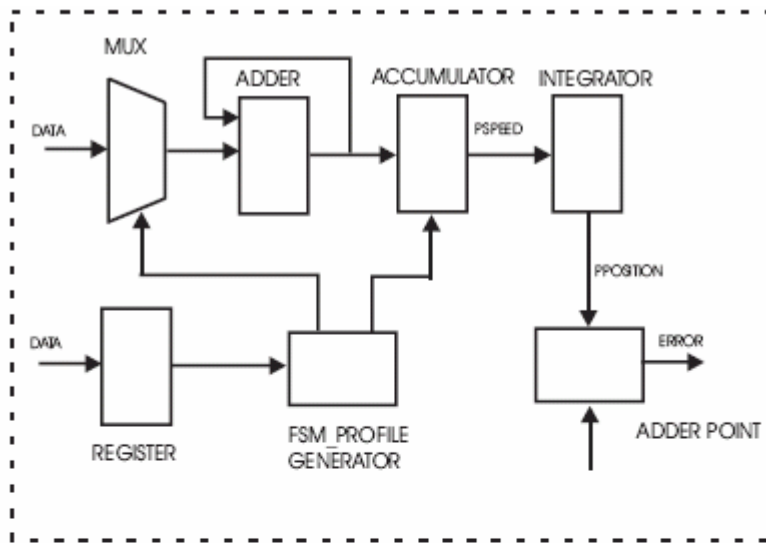 MUX
ADDER
ACCUMULATOR
INTEGRATOR
DATA
PSPEED
PPOSITION
DATA
ERROR
REGISTER
FSM_PROFILE
GENERATOR
ADDER POINT